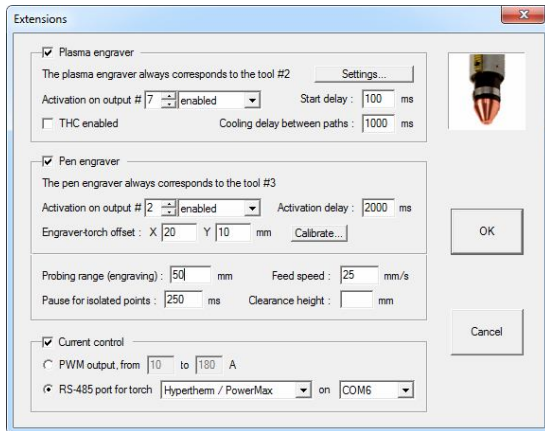 Extensions
Plasma engraver
The plasma engraver always corresponds to the tool #2 Settings...
Activation on output # 7 enabled Start delay : 100 ms
THC enabled Cooling delay between paths : 1000 ms
Pen engraver
The pen engraver always corresponds to the tool #3
Activation on output # 2 enabled Activation delay : 2000 ms
Engraver-torch offset : X 20 Y 10 mm Calibrate...
OK
Probing range (engraving) : 50 mm Feed speed : 25 mm/s
Pause for isolated points : 250 ms Clearance height : mm
Cancel
Current control
PWM output, from 10 to 180 A
RS-485 port for torch Hypertherm / PowerMax on COM6